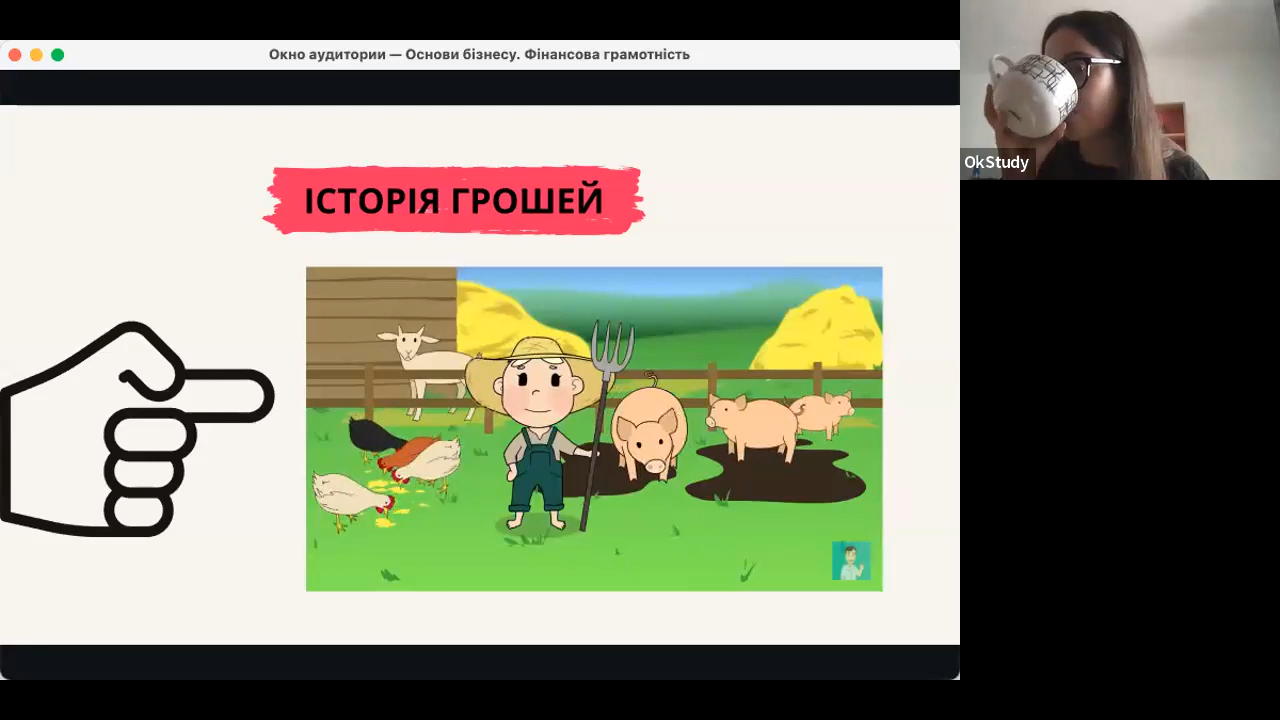 Окно аудитории — Основи бізнесу. Фінансова грамотність
ІСТОРІЯ ГРОШЕЙ
OkStudy